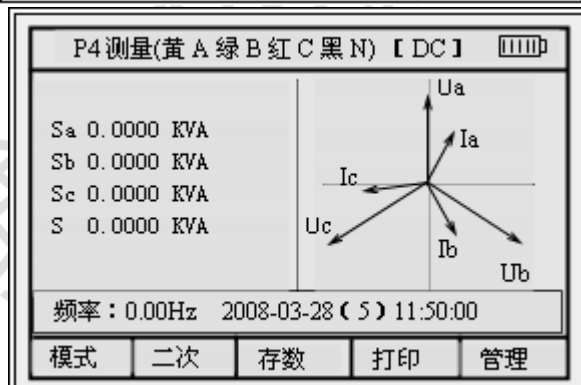 P4测量(黄A绿B红C黑N)【DC】
Ua
Sa 0.0000 KVA
Ia
Sb 0.0000 KVA
Ic
Sc 0.0000 KVA
S 0.0000 KVA
Uc
Ib
Ub
频率：0.00Hz 2008-03-28（5）11:50:00
模式 二次 存数 打印 管理